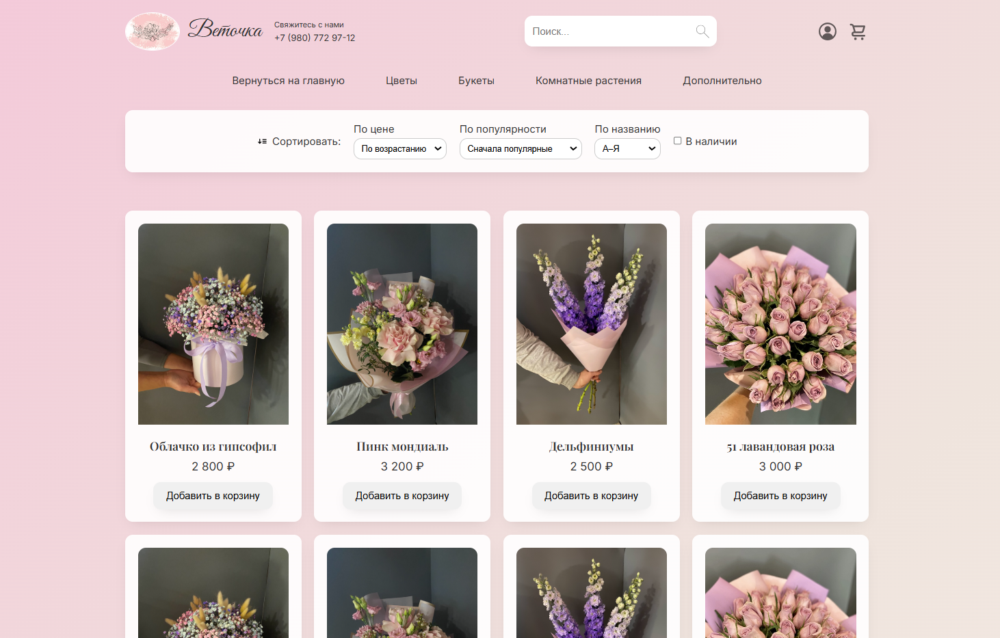 Веточка
Свяжитесь с нами
+7 (980) 772 97-12
Поиск...
Вернуться на главную
Цветы
Букеты
Комнатные растения
Дополнительно
Сортировать:
По цене
По возрастанию
По популярности
Сначала популярные
По названию
А–Я
В наличии
Облачко из гипсофил
2 800 ₽
Добавить в корзину
Пинк мондиаль
3 200 ₽
Добавить в корзину
Дельфиниумы
2 500 ₽
Добавить в корзину
51 лавандовая роза
3 000 ₽
Добавить в корзину